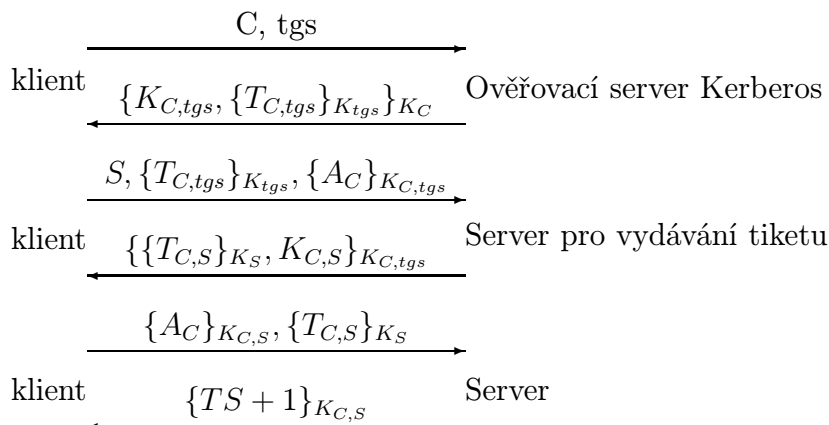 C, tgs
klient
$\{K_{C,tgs}, \{T_{C,tgs}\}_{K_{tgs}}\}_{K_C}$
Ověřovací server Kerberos
$S, \{T_{C,tgs}\}_{K_{tgs}}, \{A_C\}_{K_{C,tgs}}$
klient
$\{\{T_{C,S}\}_{K_S}, K_{C,S}\}_{K_{C,tgs}}$
Server pro vydávání tiketu
$\{A_C\}_{K_{C,S}}, \{T_{C,S}\}_{K_S}$
klient
$\{TS + 1\}_{K_{C,S}}$
Server